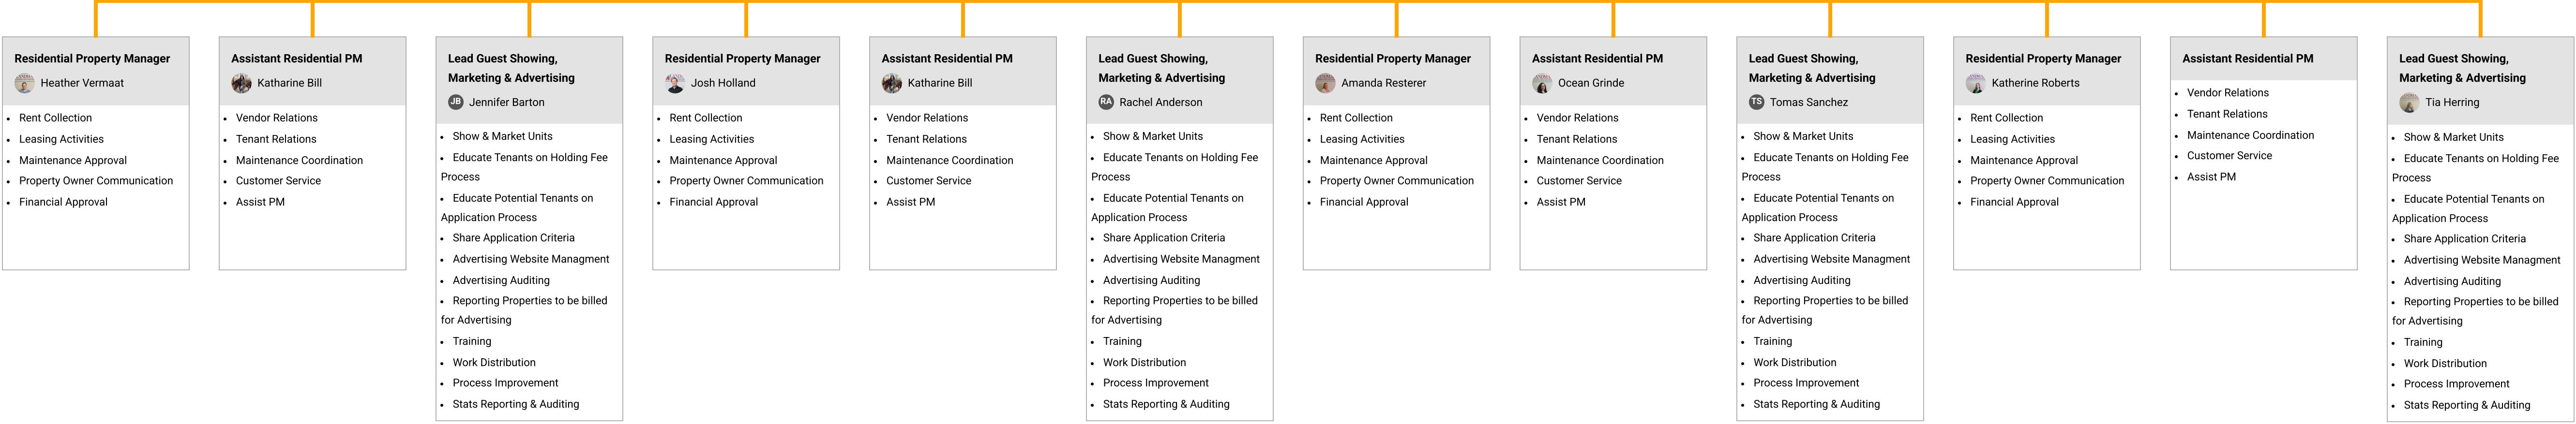 Residential Property Manager
Heather Vermaat
• Rent Collection
• Leasing Activities
• Maintenance Approval
• Property Owner Communication
• Financial Approval
Assistant Residential PM
Katharine Bill
• Vendor Relations
• Tenant Relations
• Maintenance Coordination
• Customer Service
• Assist PM
Lead Guest Showing,
Marketing & Advertising
JB Jennifer Barton
• Show & Market Units
• Educate Tenants on Holding Fee
Process
• Educate Potential Tenants on
Application Process
• Share Application Criteria
• Advertising Website Managment
• Advertising Auditing
• Reporting Properties to be billed
for Advertising
• Training
• Work Distribution
• Process Improvement
• Stats Reporting & Auditing
Residential Property Manager
Josh Holland
• Rent Collection
• Leasing Activities
• Maintenance Approval
• Property Owner Communication
• Financial Approval
Assistant Residential PM
Katharine Bill
• Vendor Relations
• Tenant Relations
• Maintenance Coordination
• Customer Service
• Assist PM
Lead Guest Showing,
Marketing & Advertising
RA Rachel Anderson
• Show & Market Units
• Educate Tenants on Holding Fee
Process
• Educate Potential Tenants on
Application Process
• Share Application Criteria
• Advertising Website Managment
• Advertising Auditing
• Reporting Properties to be billed
for Advertising
• Training
• Work Distribution
• Process Improvement
• Stats Reporting & Auditing
Residential Property Manager
Amanda Resterer
• Rent Collection
• Leasing Activities
• Maintenance Approval
• Property Owner Communication
• Financial Approval
Assistant Residential PM
Ocean Grinde
• Vendor Relations
• Tenant Relations
• Maintenance Coordination
• Customer Service
• Assist PM
Lead Guest Showing,
Marketing & Advertising
TS Tomas Sanchez
• Show & Market Units
• Educate Tenants on Holding Fee
Process
• Educate Potential Tenants on
Application Process
• Share Application Criteria
• Advertising Website Managment
• Advertising Auditing
• Reporting Properties to be billed
for Advertising
• Training
• Work Distribution
• Process Improvement
• Stats Reporting & Auditing
Residential Property Manager
Katherine Roberts
• Rent Collection
• Leasing Activities
• Maintenance Approval
• Property Owner Communication
• Financial Approval
Assistant Residential PM
• Vendor Relations
• Tenant Relations
• Maintenance Coordination
• Customer Service
• Assist PM
Lead Guest Showing,
Marketing & Advertising
Tia Herring
• Show & Market Units
• Educate Tenants on Holding Fee
Process
• Educate Potential Tenants on
Application Process
• Share Application Criteria
• Advertising Website Managment
• Advertising Auditing
• Reporting Properties to be billed
for Advertising
• Training
• Work Distribution
• Process Improvement
• Stats Reporting & Auditing